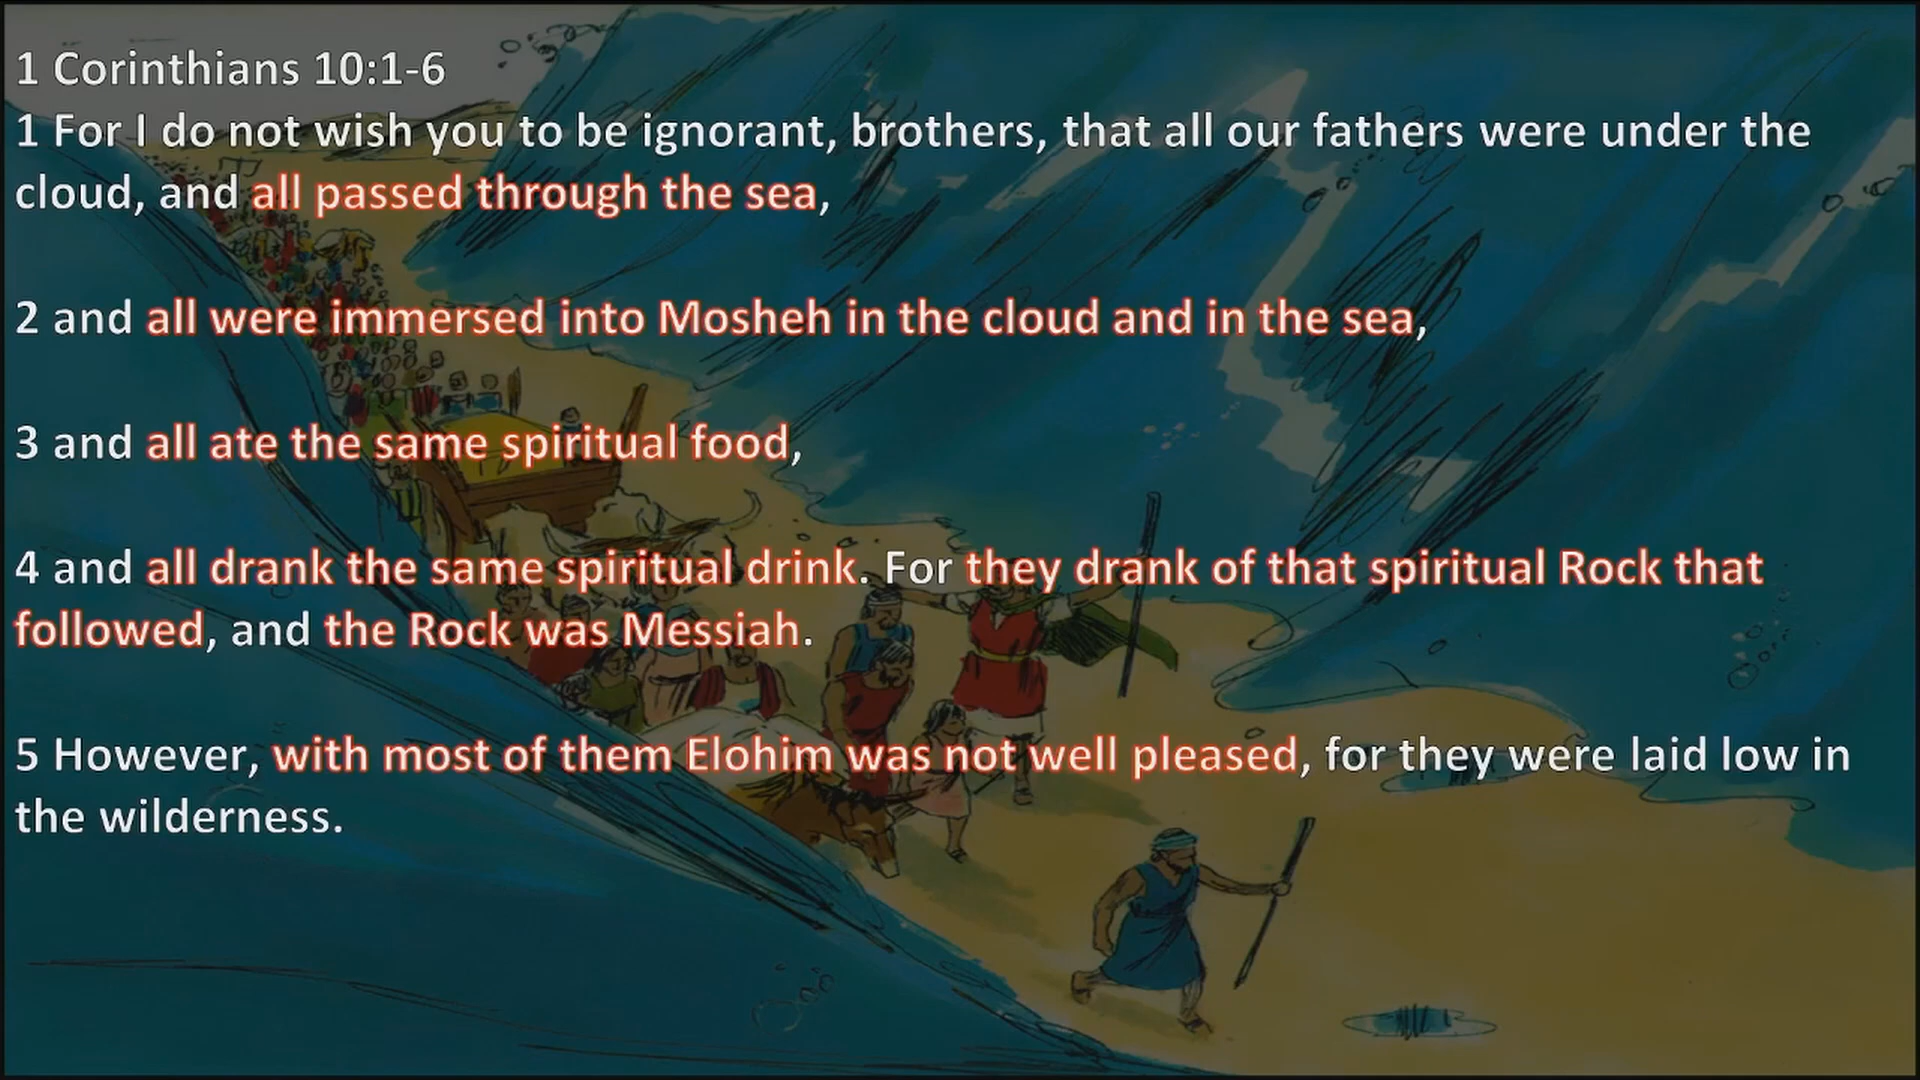 1 Corinthians 10:1-6
1 For I do not wish you to be ignorant, brothers, that all our fathers were under the
cloud, and all passed through the sea,
2 and all were immersed into Mosheh in the cloud and in the sea,
3 and all ate the same spiritual food,
4 and all drank the same spiritual drink. For they drank of that spiritual Rock that
followed, and the Rock was Messiah.
5 However, with most of them Elohim was not well pleased, for they were laid low in
the wilderness.